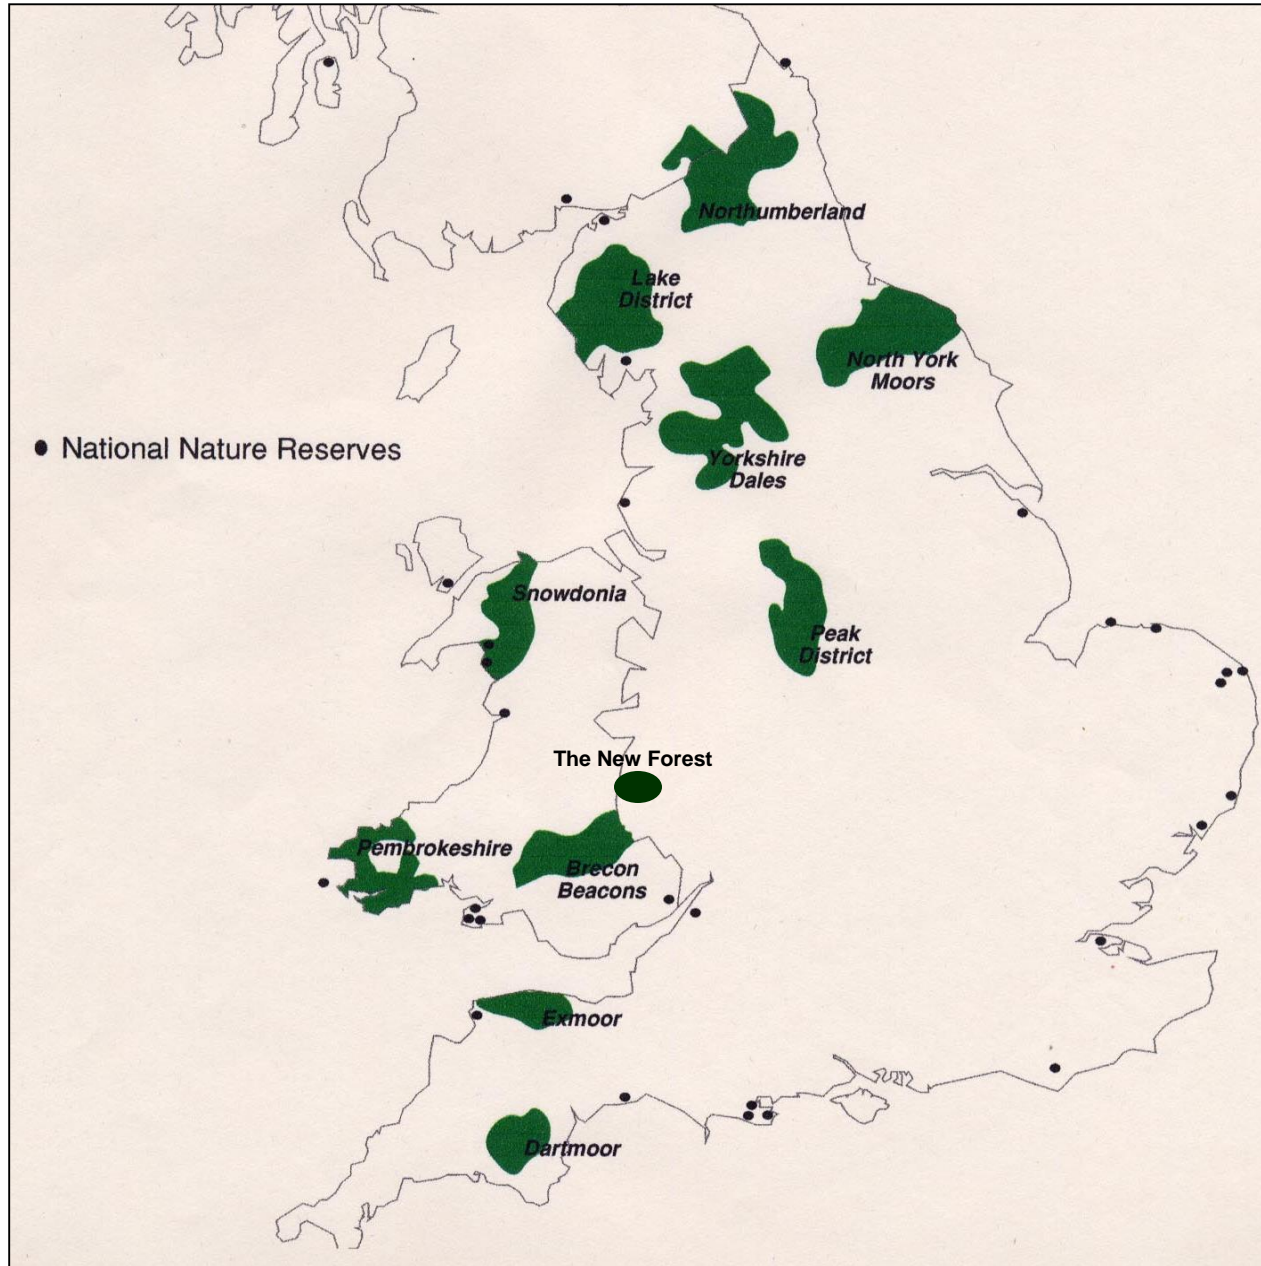 Northumberland
Lake
District
North York
Moors
National Nature Reserves
Yorkshire
Dales
Snowdonia
Peak
District
The New Forest
Pembrokeshire
Brecon
Beacons
Exmoor
Dartmoor